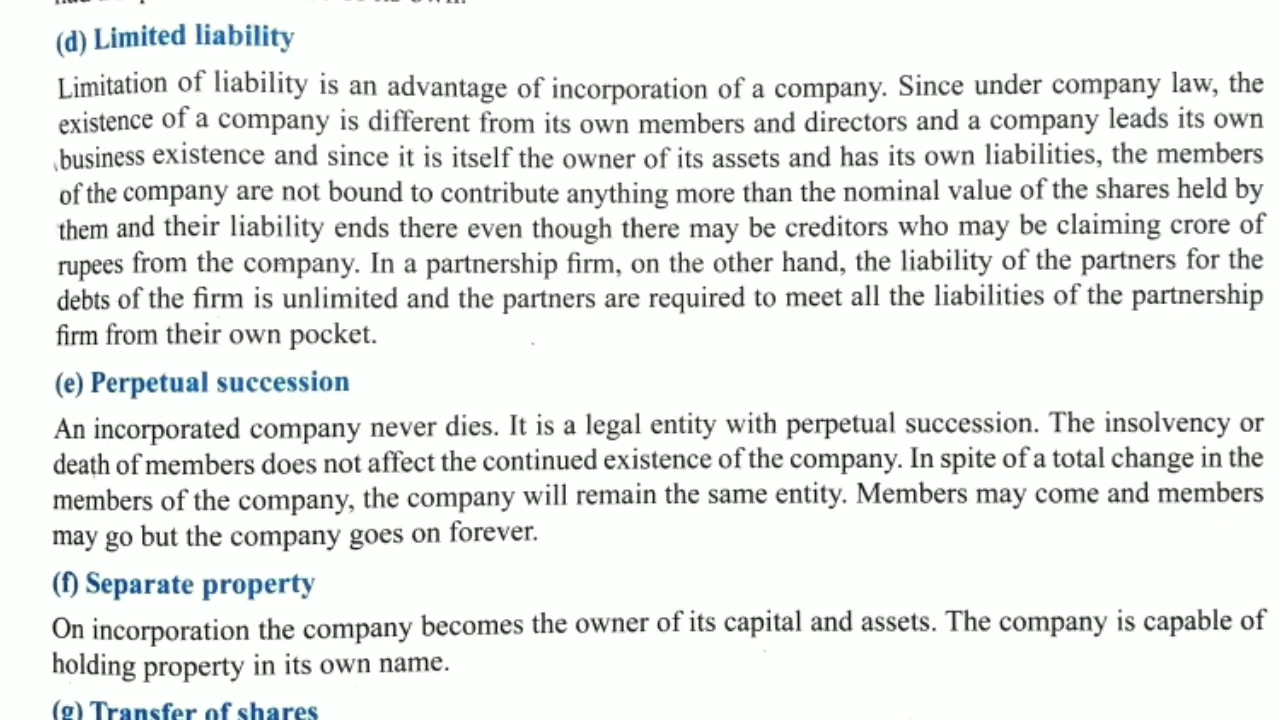 (d) Limited liability
Limitation of liability is an advantage of incorporation of a company. Since under company law, the
existence of a company is different from its own members and directors and a company leads its own
business existence and since it is itself the owner of its assets and has its own liabilities, the members
of the company are not bound to contribute anything more than the nominal value of the shares held by
them and their liability ends there even though there may be creditors who may be claiming crore of
rupees from the company. In a partnership firm, on the other hand, the liability of the partners for the
debts of the firm is unlimited and the partners are required to meet all the liabilities of the partnership
firm from their own pocket.
(e) Perpetual succession
An incorporated company never dies. It is a legal entity with perpetual succession. The insolvency or
death of members does not affect the continued existence of the company. In spite of a total change in the
members of the company, the company will remain the same entity. Members may come and members
may go but the company goes on forever.
(f) Separate property
On incorporation the company becomes the owner of its capital and assets. The company is capable of
holding property in its own name.
(g) Transfer of shares